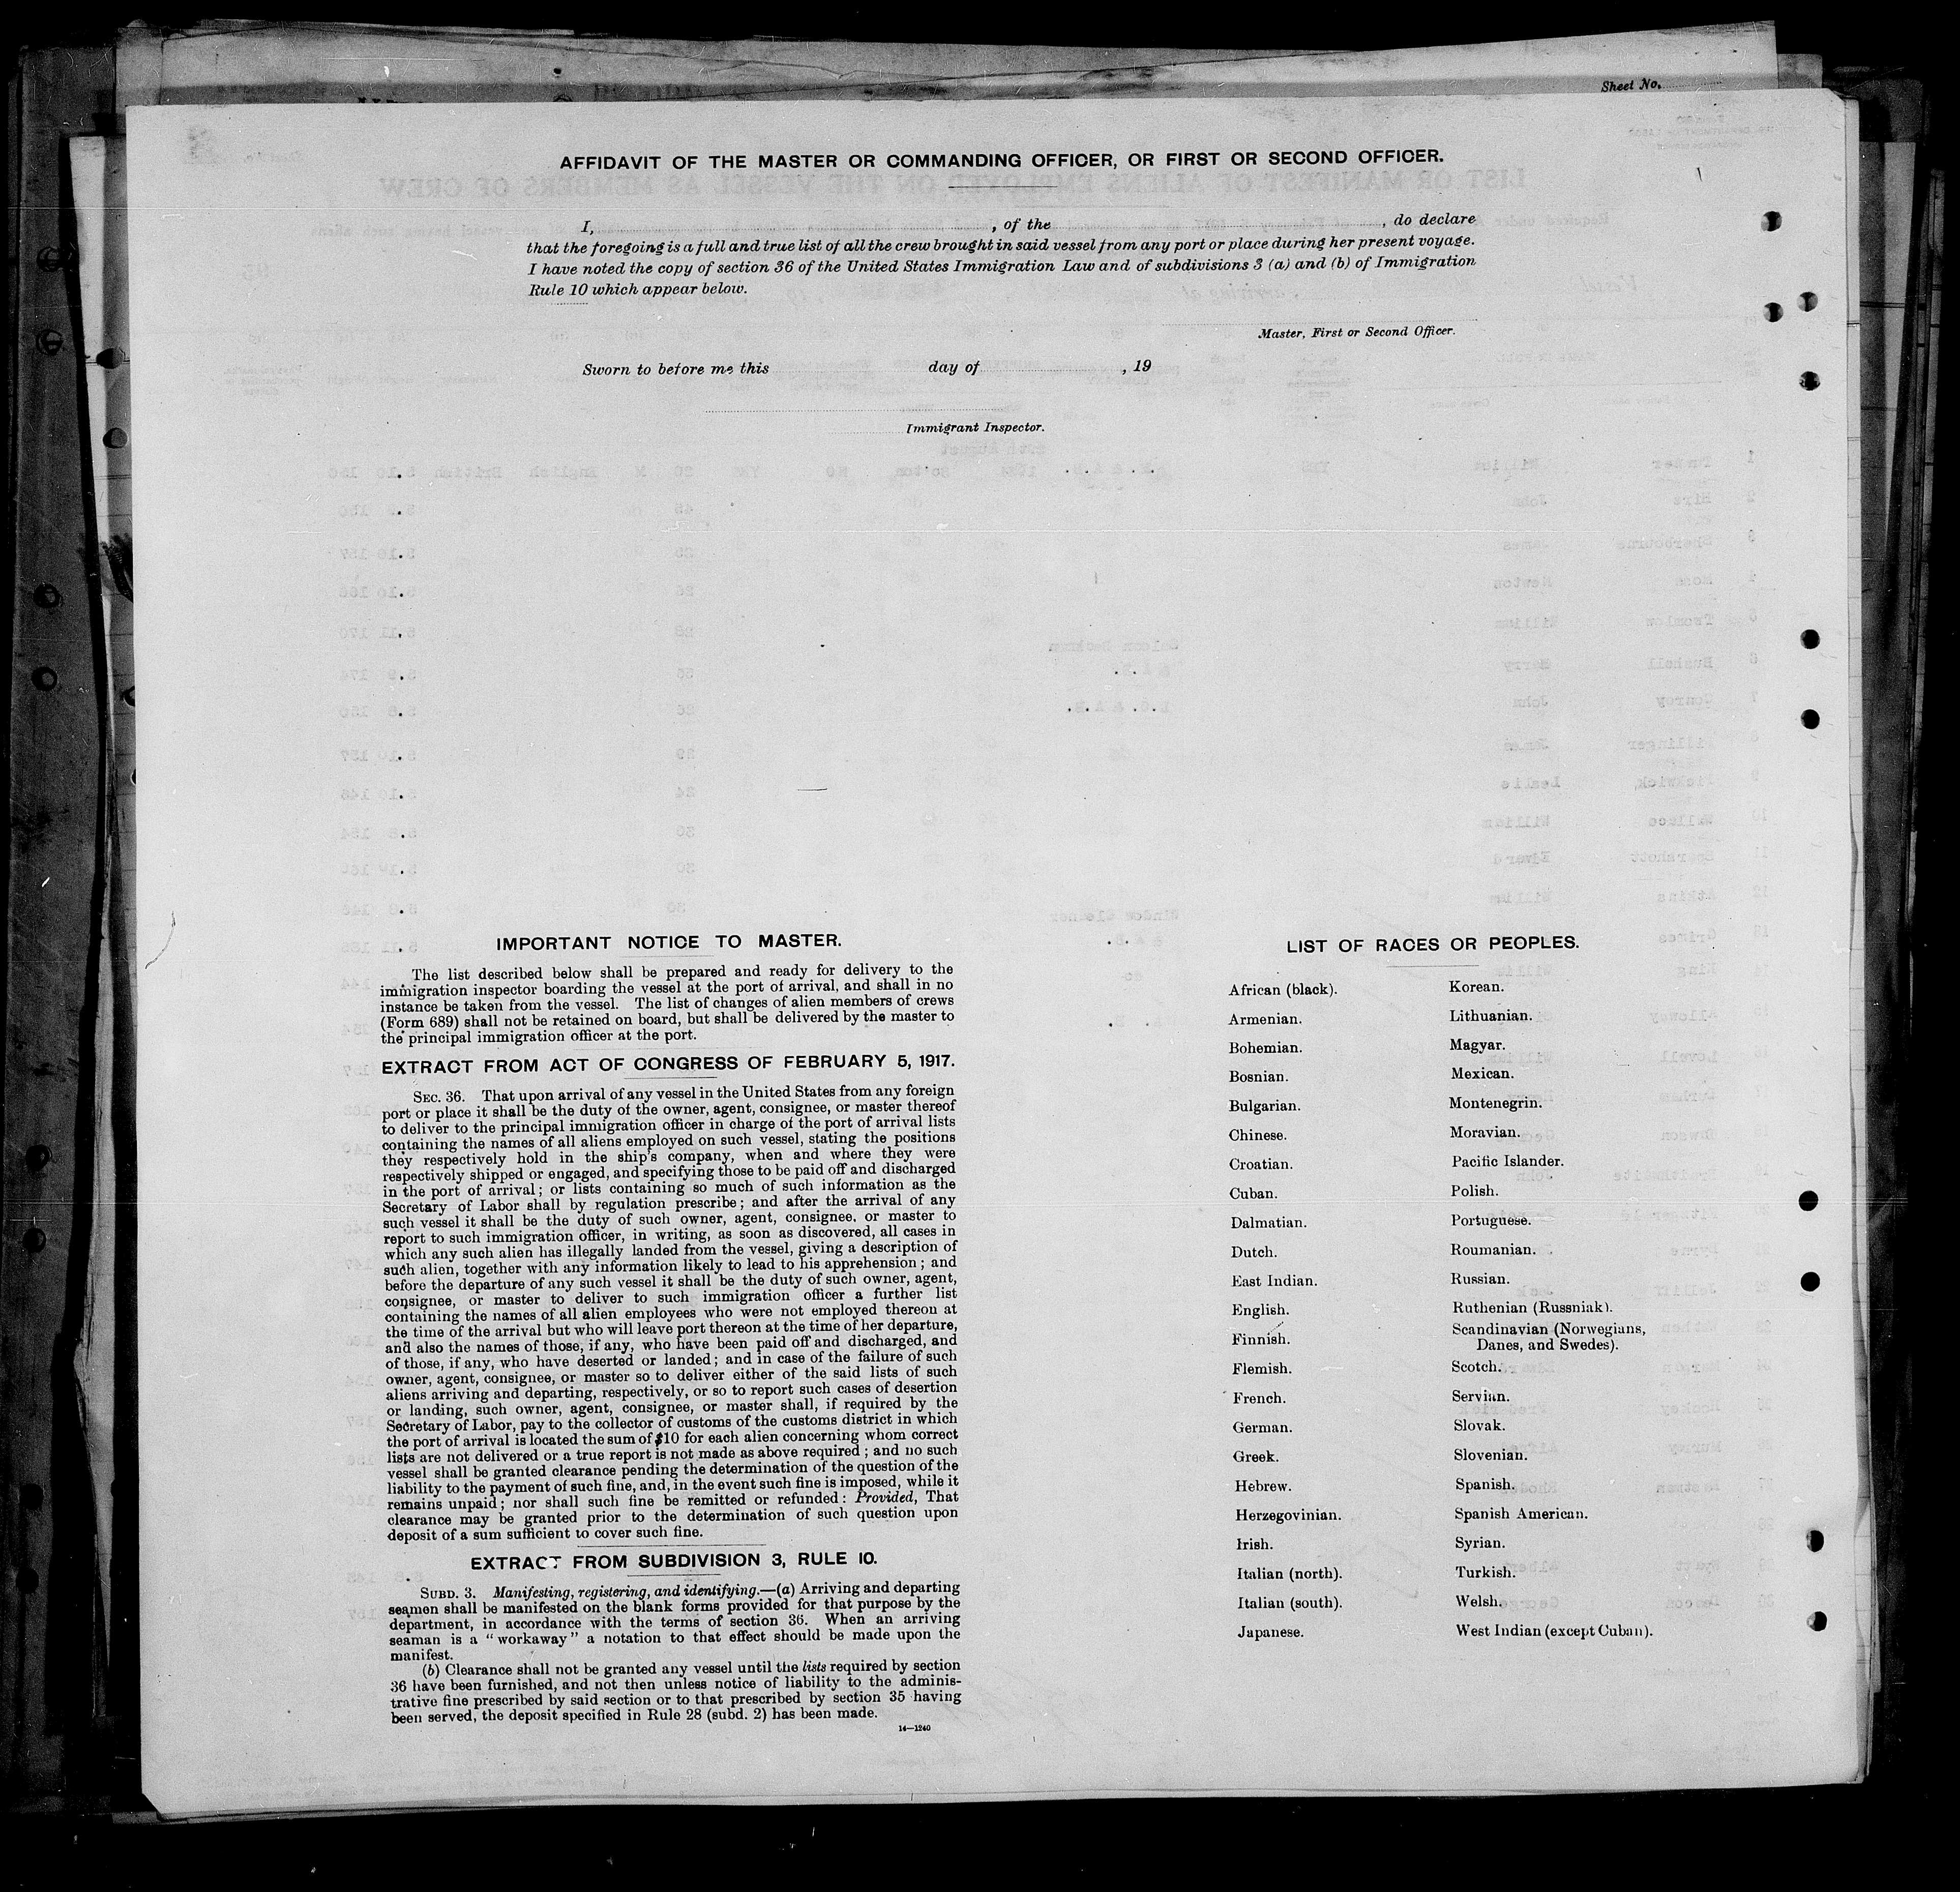 Sheet No.
AFFIDAVIT OF THE MASTER OR COMMANDING OFFICER, OR FIRST OR SECOND OFFICER.
I, , of the , do declare
that the foregoing is a full and true list of all the crew brought in said vessel from any port or place during her present voyage.
I have noted the copy of section 36 of the United States Immigration Law and of subdivisions 3 (a) and (b) of Immigration
Rule 10 which appear below.
Master, First or Second Officer.
Sworn to before me this day of , 19
Immigrant Inspector.
IMPORTANT NOTICE TO MASTER.
The list described below shall be prepared and ready for delivery to the
immigration inspector boarding the vessel at the port of arrival, and shall in no
instance be taken from the vessel. The list of changes of alien members of crews
(Form 689) shall not be retained on board, but shall be delivered by the master to
the principal immigration officer at the port.
EXTRACT FROM ACT OF CONGRESS OF FEBRUARY 5, 1917.
SEC. 36. That upon arrival of any vessel in the United States from any foreign
port or place it shall be the duty of the owner, agent, consignee, or master thereof
to deliver to the principal immigration officer in charge of the port of arrival lists
containing the names of all aliens employed on such vessel, stating the positions
they respectively hold in the ship's company, when and where they were
respectively shipped or engaged, and specifying those to be paid off and discharged
in the port of arrival; or lists containing so much of such information as the
Secretary of Labor shall by regulation prescribe; and after the arrival of any
such vessel it shall be the duty of such owner, agent, consignee, or master to
report to such immigration officer, in writing, as soon as discovered, all cases in
which any such alien has illegally landed from the vessel, giving a description of
such alien, together with any information likely to lead to his apprehension; and
before the departure of any such vessel it shall be the duty of such owner, agent,
consignee, or master to deliver to such immigration officer a further list
containing the names of all alien employees who were not employed thereon at
the time of the arrival but who will leave port thereon at the time of her departure,
and also the names of those, if any, who have been paid off and discharged, and
of those, if any, who have deserted or landed; and in case of the failure of such
owner, agent, consignee, or master so to deliver either of the said lists of such
aliens arriving and departing, respectively, or so to report such cases of desertion
or landing, such owner, agent, consignee, or master shall, if required by the
Secretary of Labor, pay to the collector of customs of the customs district in which
the port of arrival is located the sum of $10 for each alien concerning whom correct
lists are not delivered or a true report is not made as above required; and no such
vessel shall be granted clearance pending the determination of the question of the
liability to the payment of such fine, and, in the event such fine is imposed, while it
remains unpaid; nor shall such fine be remitted or refunded: Provided, That
clearance may be granted prior to the determination of such question upon
deposit of a sum sufficient to cover such fine.
EXTRACT FROM SUBDIVISION 3, RULE 10.
SUBD. 3. Manifesting, registering, and identifying.—(a) Arriving and departing
seamen shall be manifested on the blank forms provided for that purpose by the
department, in accordance with the terms of section 36. When an arriving
seaman is a "workaway" a notation to that effect should be made upon the
manifest.
(b) Clearance shall not be granted any vessel until the lists required by section
36 have been furnished, and not then unless notice of liability to the adminis-
trative fine prescribed by said section or to that prescribed by section 35 having
been served, the deposit specified in Rule 28 (subd. 2) has been made.
14—1240
LIST OF RACES OR PEOPLES.
African (black).
Armenian.
Bohemian.
Bosnian.
Bulgarian.
Chinese.
Croatian.
Cuban.
Dalmatian.
Dutch.
East Indian.
English.
Finnish.
Flemish.
French.
German.
Greek.
Hebrew.
Herzegovinian.
Irish.
Italian (north).
Italian (south).
Japanese.
Korean.
Lithuanian.
Magyar.
Mexican.
Montenegrin.
Moravian.
Pacific Islander.
Polish.
Portuguese.
Roumanian.
Russian.
Ruthenian (Russniak).
Scandinavian (Norwegians,
Danes, and Swedes).
Scotch.
Servian.
Slovak.
Slovenian.
Spanish.
Spanish American.
Syrian.
Turkish.
Welsh.
West Indian (except Cuban).